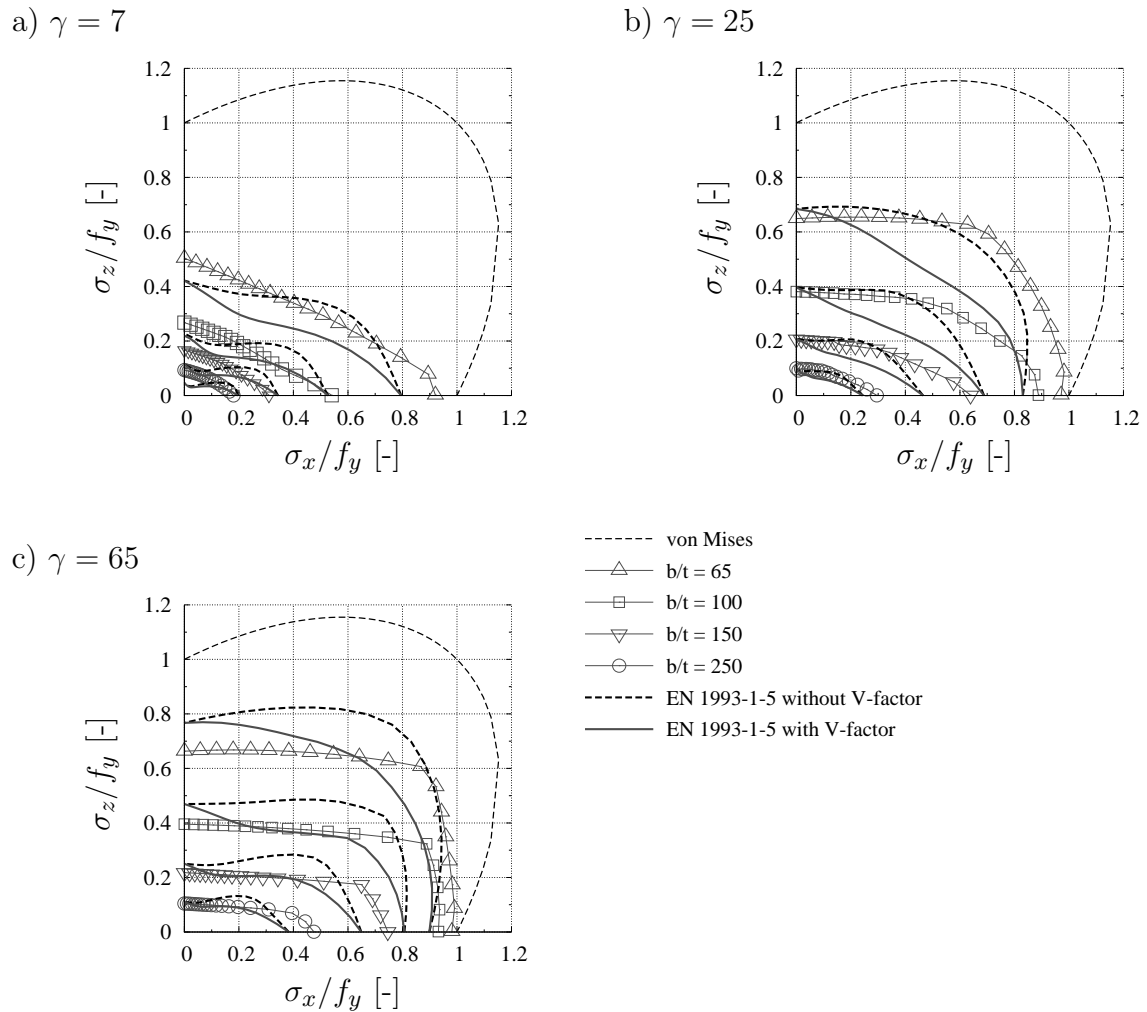 a) γ = 7
1.2
1
0.8
0.6
0.4
0.2
0
0 0.2 0.4 0.6 0.8 1 1.2
σz/fy [-]
σx/fy [-]
b) γ = 25
1.2
1
0.8
0.6
0.4
0.2
0
0 0.2 0.4 0.6 0.8 1 1.2
σz/fy [-]
σx/fy [-]
c) γ = 65
1.2
1
0.8
0.6
0.4
0.2
0
0 0.2 0.4 0.6 0.8 1 1.2
σz/fy [-]
σx/fy [-]
von Mises
b/t = 65
b/t = 100
b/t = 150
b/t = 250
EN 1993-1-5 without V-factor
EN 1993-1-5 with V-factor